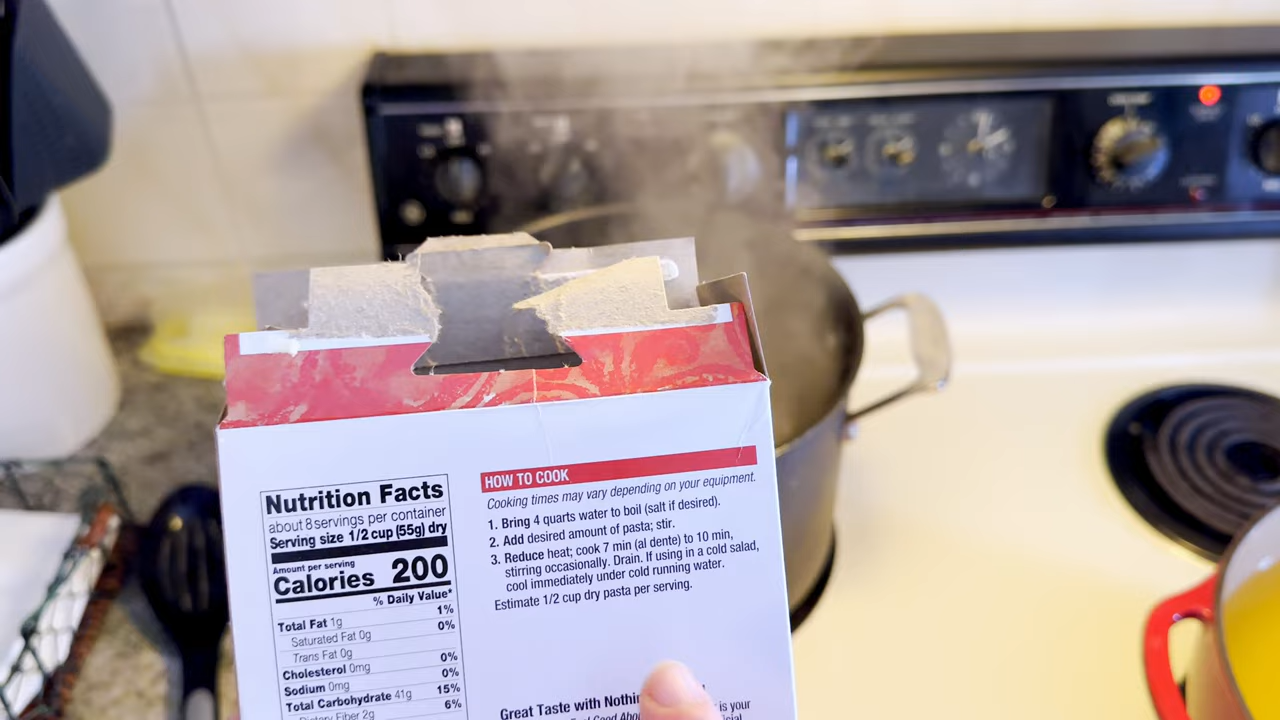 Nutrition Facts
about 8 servings per container
Serving size 1/2 cup (55g) dry
Amount per serving
Calories 200
% Daily Value*
Total Fat 1g 1%
Saturated Fat 0g 0%
Trans Fat 0g
Cholesterol 0mg 0%
Sodium 0mg 0%
Total Carbohydrate 41g 15%
Dietary Fiber 2g 6%
HOW TO COOK
Cooking times may vary depending on your equipment.
1. Bring 4 quarts water to boil (salt if desired).
2. Add desired amount of pasta; stir.
3. Reduce heat; cook 7 min (al dente) to 10 min,
stirring occasionally. Drain. If using in a cold salad,
cool immediately under cold running water.
Estimate 1/2 cup dry pasta per serving.
Great Taste with
is your